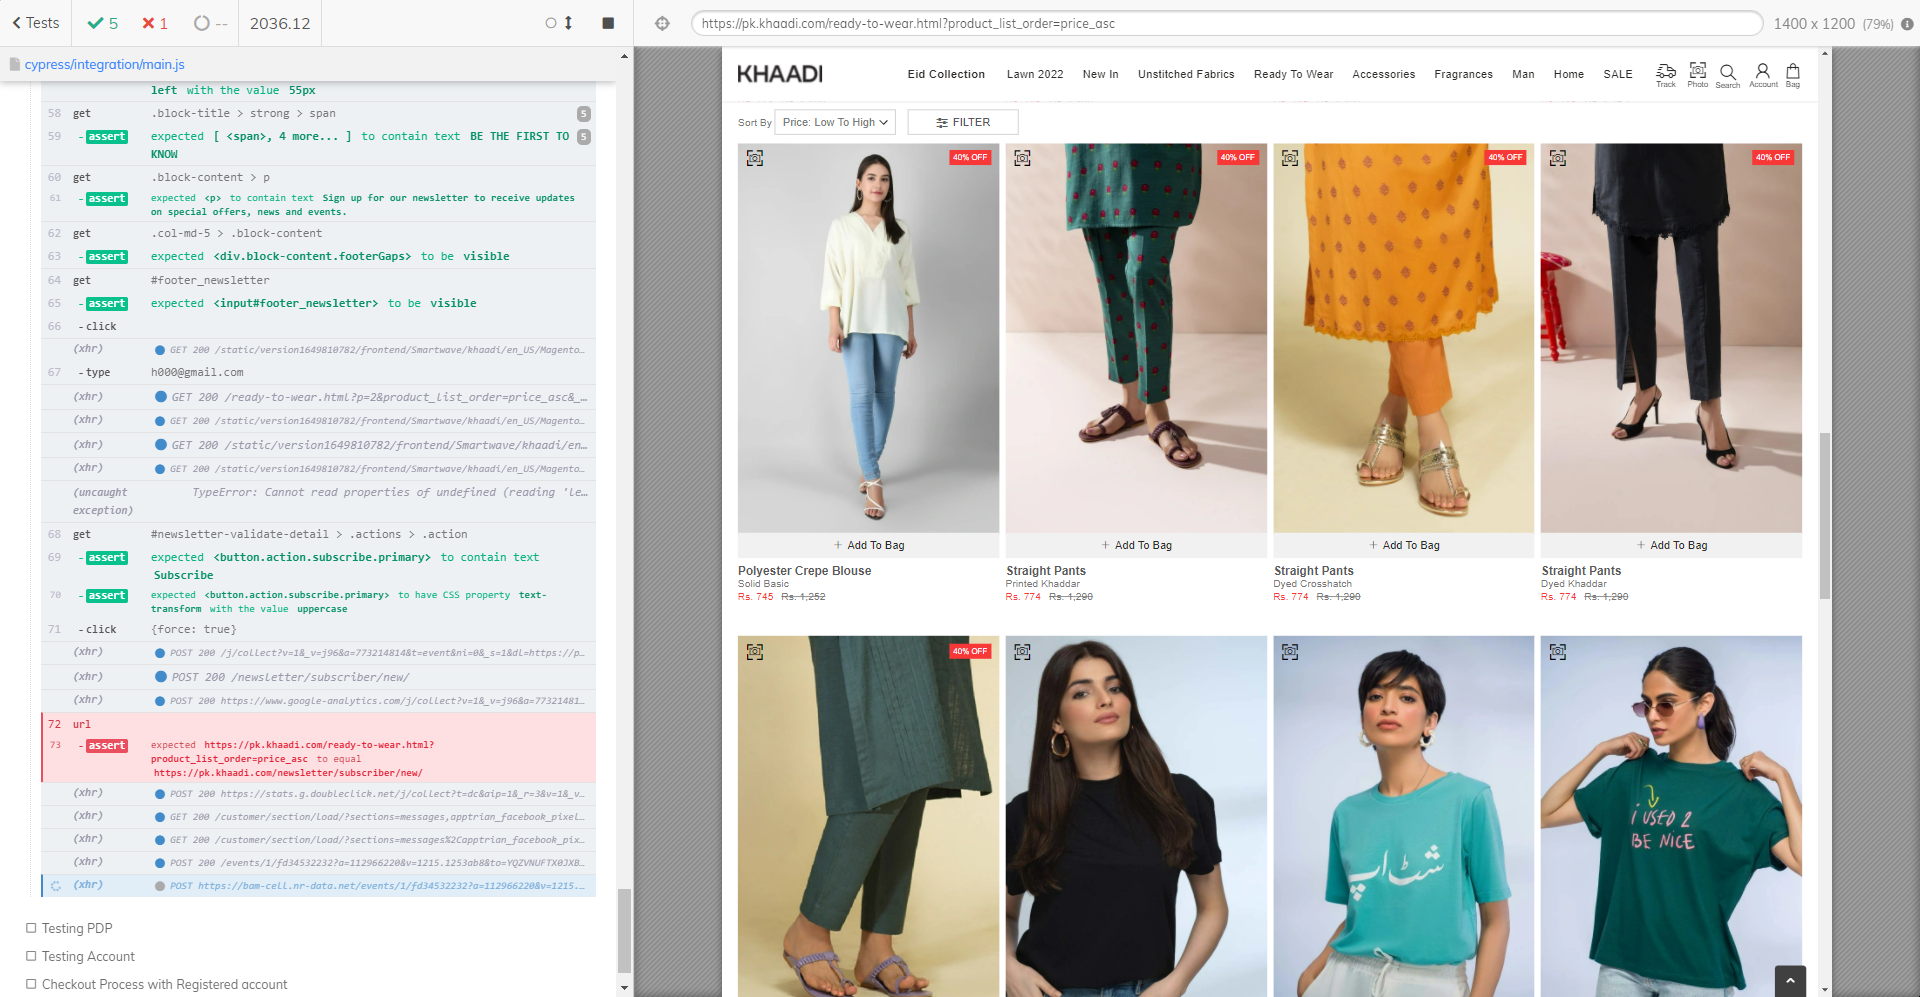 Tests
5
1
--
2036.12
https://pk.khaadi.com/ready-to-wear.html?product_list_order=price_asc
1400 x 1200 (79%)
cypress/integration/main.js
left with the value 55px
58 get .block-title > strong > span 5
59 -assert expected [ <span>, 4 more... ] to contain text BE THE FIRST TO 5
KNOW
60 get .block-content > p
61 -assert expected <p> to contain text Sign up for our newsletter to receive updates
on special offers, news and events.
62 get .col-md-5 > .block-content
63 -assert expected <div.block-content.footerGaps> to be visible
64 get #footer_newsletter
65 -assert expected <input#footer_newsletter> to be visible
66 -click
(xhr) GET 200 /static/version1649810782/frontend/Smartwave/khaadi/en_US/Magento...
67 -type h000@gmail.com
(xhr) GET 200 /ready-to-wear.html?p=2&product_list_order=price_asc&_...
(xhr) GET 200 /static/version1649810782/frontend/Smartwave/khaadi/en_US/Magento...
(xhr) GET 200 /static/version1649810782/frontend/Smartwave/khaadi/en...
(xhr) GET 200 /static/version1649810782/frontend/Smartwave/khaadi/en_US/Magento...
(uncaught TypeError: Cannot read properties of undefined (reading 'le...
exception)
68 get #newsletter-validate-detail > .actions > .action
69 -assert expected <button.action.subscribe.primary> to contain text
Subscribe
70 -assert expected <button.action.subscribe.primary> to have CSS property text-
transform with the value uppercase
71 -click {force: true}
(xhr) POST 200 /j/collect?v=1&_v=j96&a=773214814&t=event&ni=0&_s=1&dl=https://p...
(xhr) POST 200 /newsletter/subscriber/new/
(xhr) POST 200 https://www.google-analytics.com/j/collect?v=1&_v=j96&a=77321481...
72 url
73 -assert expected https://pk.khaadi.com/ready-to-wear.html?
product_list_order=price_asc to equal
https://pk.khaadi.com/newsletter/subscriber/new/
(xhr) POST 200 https://stats.g.doubleclick.net/j/collect?t=dc&aip=1&_r=3&v=1&_v...
(xhr) GET 200 /customer/section/load/?sections=messages,apptrian_facebook_pixel...
(xhr) GET 200 /customer/section/load/?sections=messages%2Capptrian_facebook_pix...
(xhr) POST 200 /events/1/fd34532232?a=112966220&v=1215.1253ab8&to=YQZVNUFTX0JXB...
(xhr) POST https://bam-cell.nr-data.net/events/1/fd34532232?a=112966220&v=1215....
Testing PDP
Testing Account
Checkout Process with Registered account
KHAADI
Eid Collection Lawn 2022 New In Unstitched Fabrics Ready To Wear Accessories Fragrances Man Home SALE
Track Photo Search Account Bag
Sort By Price: Low To High FILTER
40% OFF 40% OFF 40% OFF 40% OFF
+ Add To Bag + Add To Bag + Add To Bag + Add To Bag
Polyester Crepe Blouse
Solid Basic
Rs. 745 Rs. 1,252
Straight Pants
Printed Khaddar
Rs. 774 Rs. 1,290
Straight Pants
Dyed Crosshatch
Rs. 774 Rs. 1,290
Straight Pants
Dyed Khaddar
Rs. 774 Rs. 1,290
40% OFF
شٹ اپ
i USED 2
BE NICE